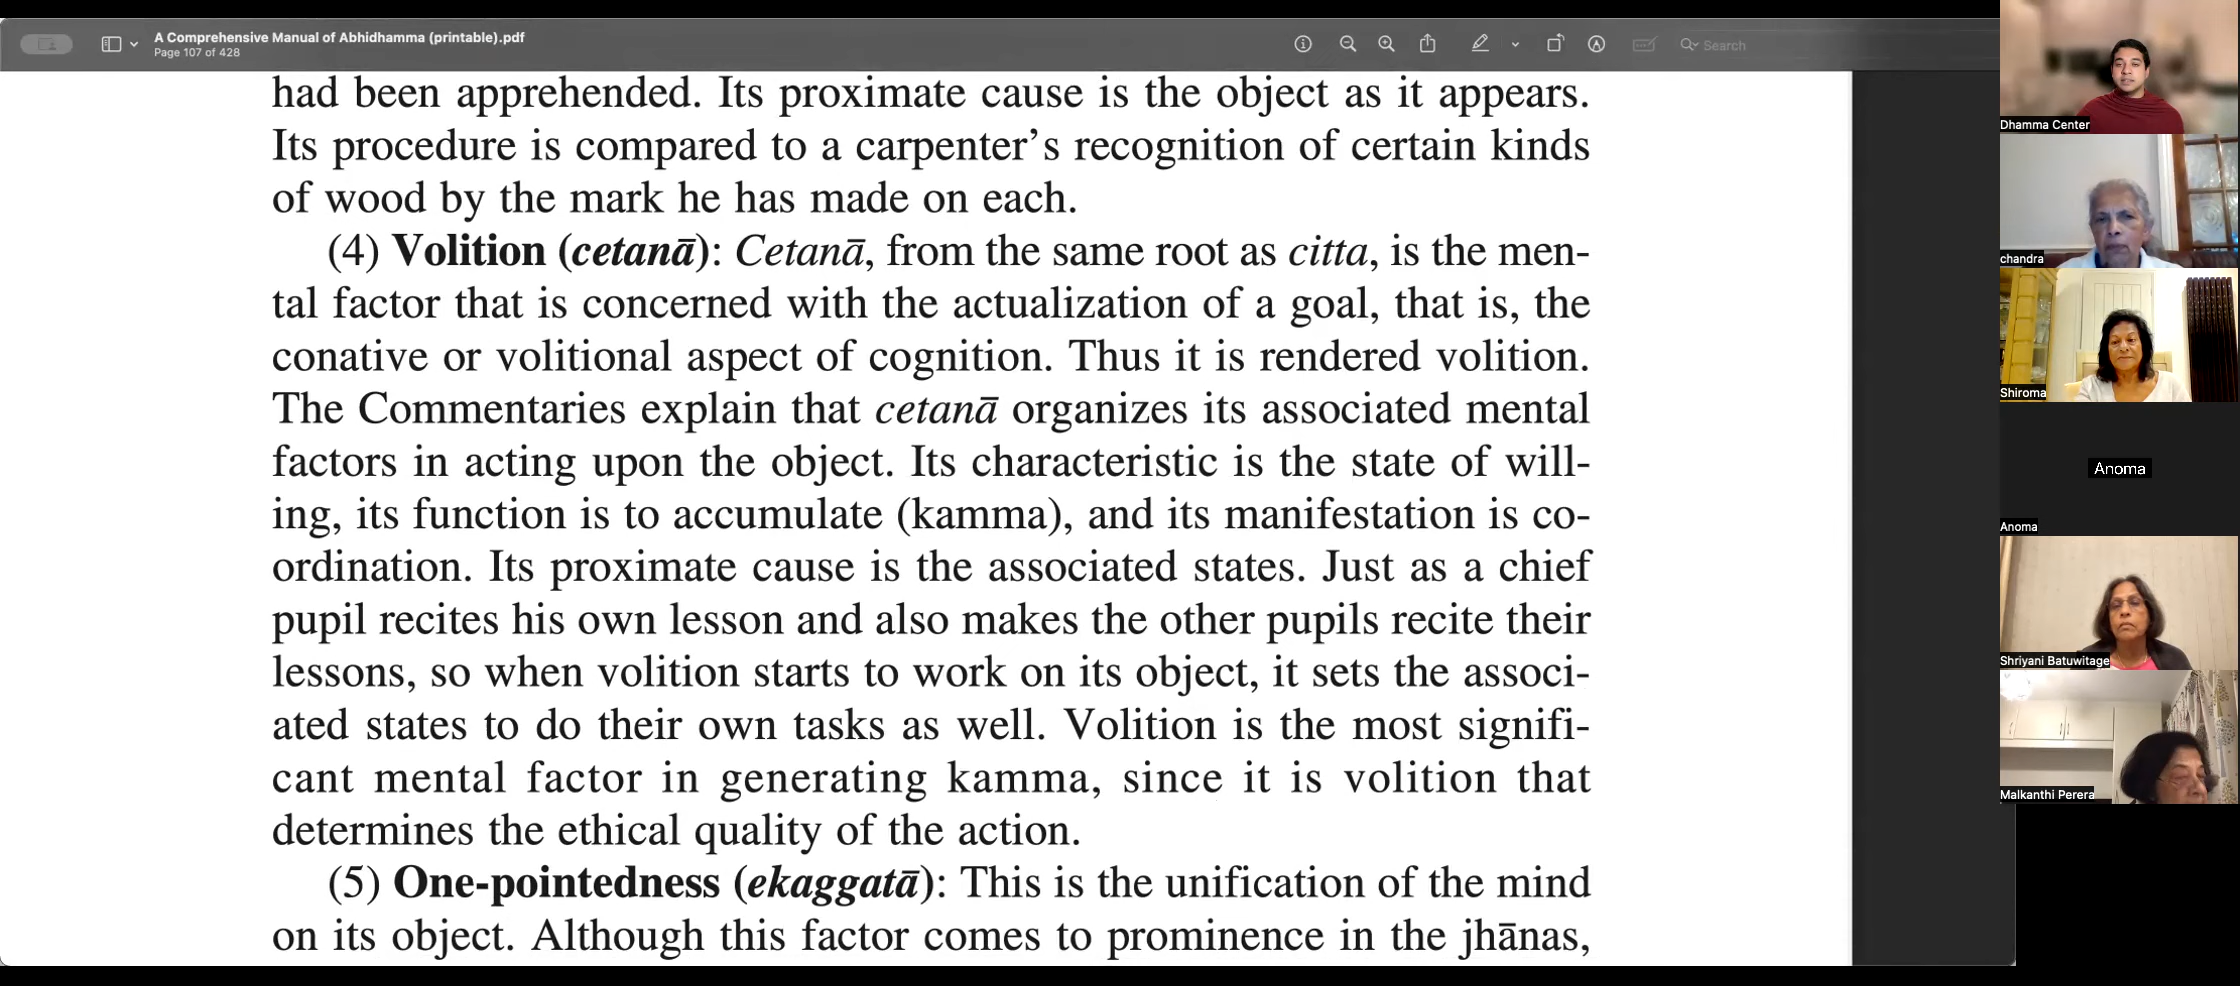 A Comprehensive Manual of Abhidhamma (printable).pdf
Page 107 of 428
Search
had been apprehended. Its proximate cause is the object as it appears.
Its procedure is compared to a carpenter’s recognition of certain kinds
of wood by the mark he has made on each.
(4) Volition (cetanā): Cetanā, from the same root as citta, is the men-
tal factor that is concerned with the actualization of a goal, that is, the
conative or volitional aspect of cognition. Thus it is rendered volition.
The Commentaries explain that cetanā organizes its associated mental
factors in acting upon the object. Its characteristic is the state of will-
ing, its function is to accumulate (kamma), and its manifestation is co-
ordination. Its proximate cause is the associated states. Just as a chief
pupil recites his own lesson and also makes the other pupils recite their
lessons, so when volition starts to work on its object, it sets the associ-
ated states to do their own tasks as well. Volition is the most signifi-
cant mental factor in generating kamma, since it is volition that
determines the ethical quality of the action.
(5) One-pointedness (ekaggatā): This is the unification of the mind
on its object. Although this factor comes to prominence in the jhānas,
Dhamma Center
chandra
Shiroma
Anoma
Anoma
Shriyani Batuwitage
Malkanthi Perera